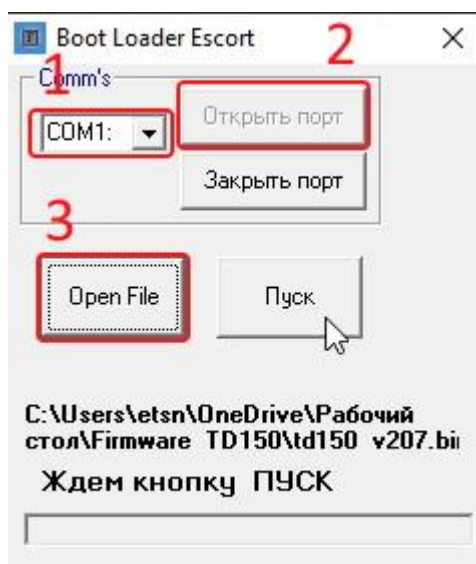 Boot Loader Escort
2
1
Comm's
COM1:
Открыть порт
Закрыть порт
3
Open File
Пуск
C:\Users\etsn\OneDrive\Рабочий
стол\Firmware TD150\td150 v207.bi
Ждем кнопку ПУСК